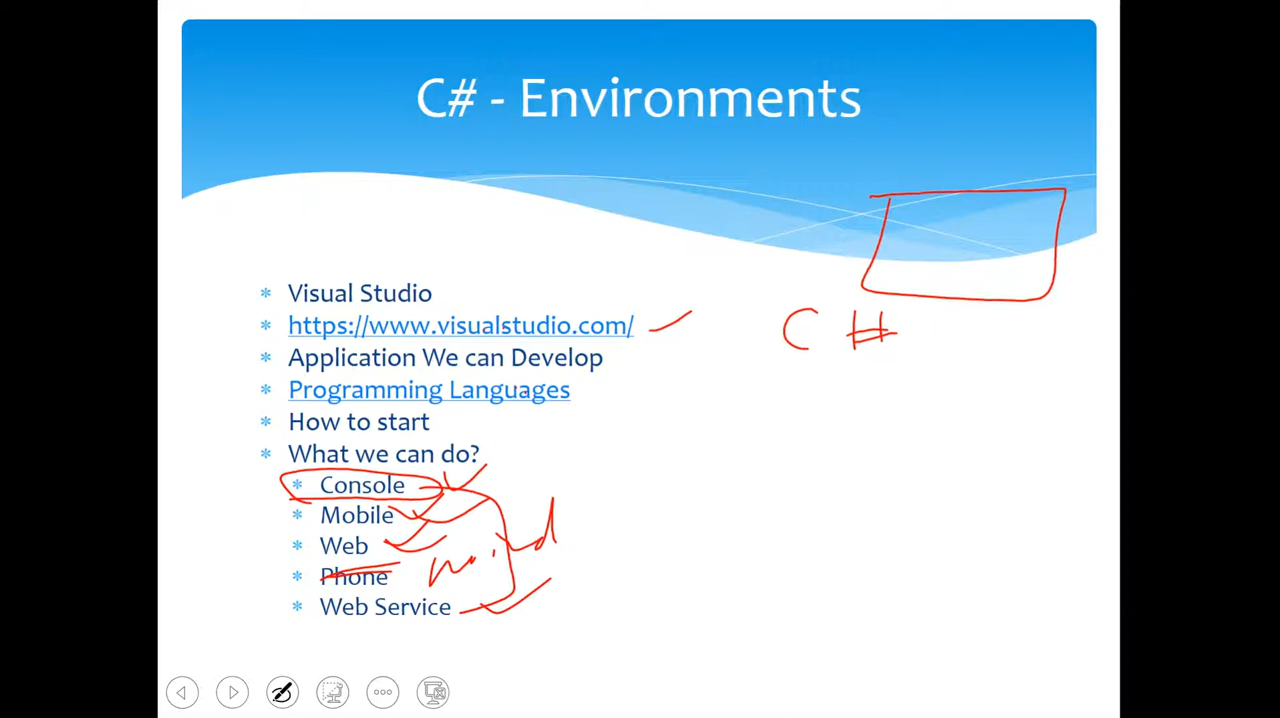 C# - Environments
Visual Studio
https://www.visualstudio.com/
C #
Application We can Develop
Programming Languages
How to start
What we can do?
Console
Mobile
Web
Phone
Web Service